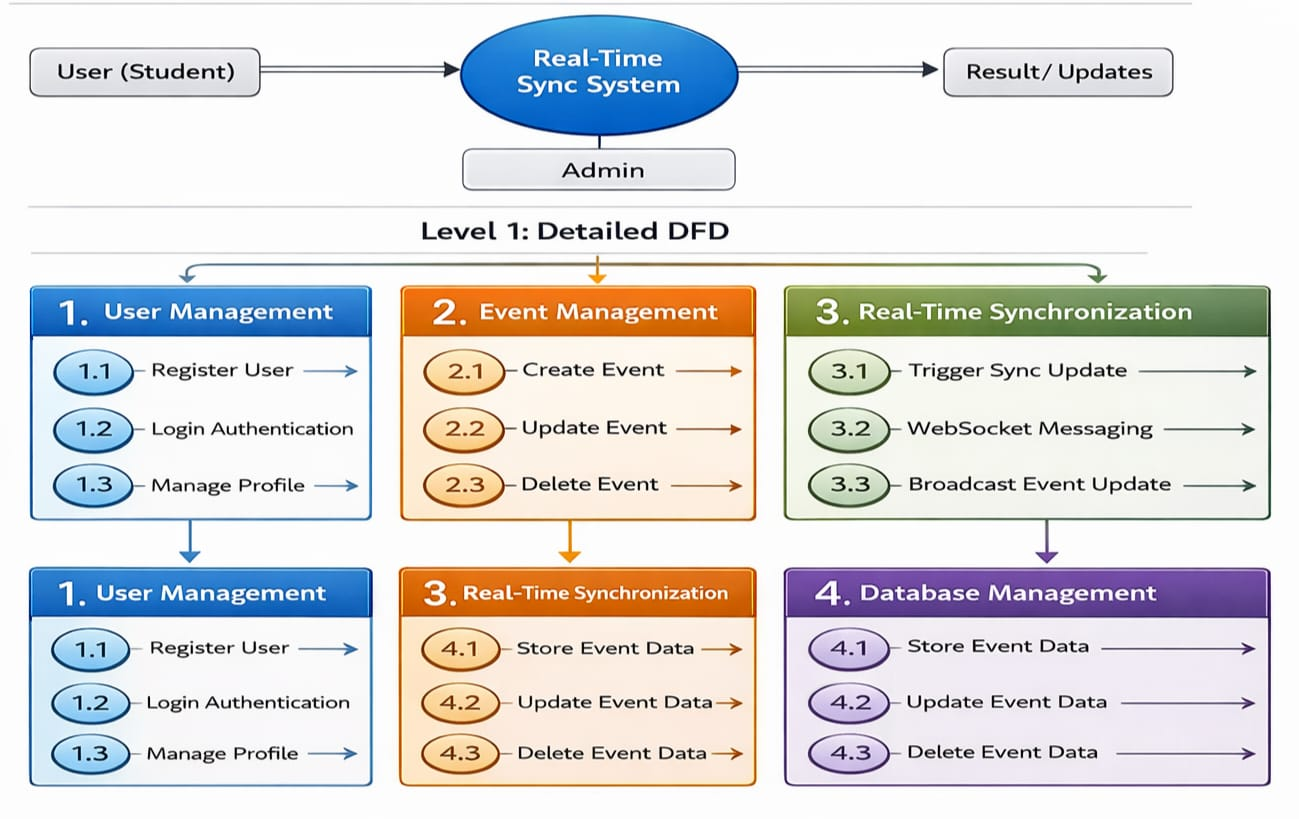 User (Student)
Real-Time
Sync System
Result/ Updates
Admin
Level 1: Detailed DFD
1. User Management
1.1 Register User
1.2 Login Authentication
1.3 Manage Profile
2. Event Management
2.1 Create Event
2.2 Update Event
2.3 Delete Event
3. Real-Time Synchronization
3.1 Trigger Sync Update
3.2 WebSocket Messaging
3.3 Broadcast Event Update
1. User Management
1.1 Register User
1.2 Login Authentication
1.3 Manage Profile
3. Real-Time Synchronization
4.1 Store Event Data
4.2 Update Event Data
4.3 Delete Event Data
4. Database Management
4.1 Store Event Data
4.2 Update Event Data
4.3 Delete Event Data